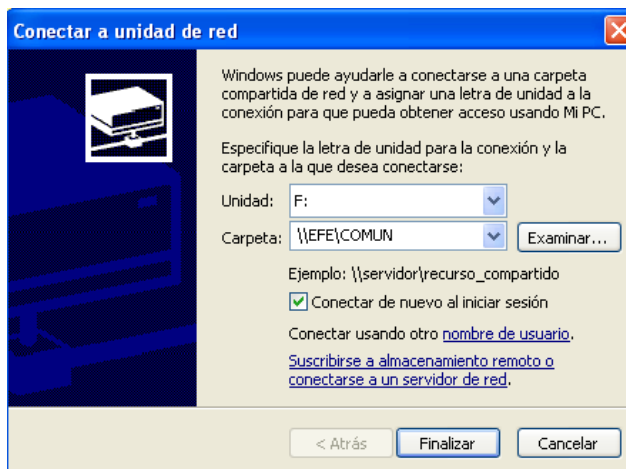 Conectar a unidad de red
Windows puede ayudarle a conectarse a una carpeta
compartida de red y a asignar una letra de unidad a la
conexión para que pueda obtener acceso usando Mi PC.
Especifique la letra de unidad para la conexión y la
carpeta a la que desea conectarse:
Unidad: F:
Carpeta: \\EFE\COMUN Examinar...
Ejemplo: \\servidor\recurso_compartido
Conectar de nuevo al iniciar sesión
Conectar usando otro nombre de usuario.
Suscribirse a almacenamiento remoto o
conectarse a un servidor de red.
< Atrás Finalizar Cancelar